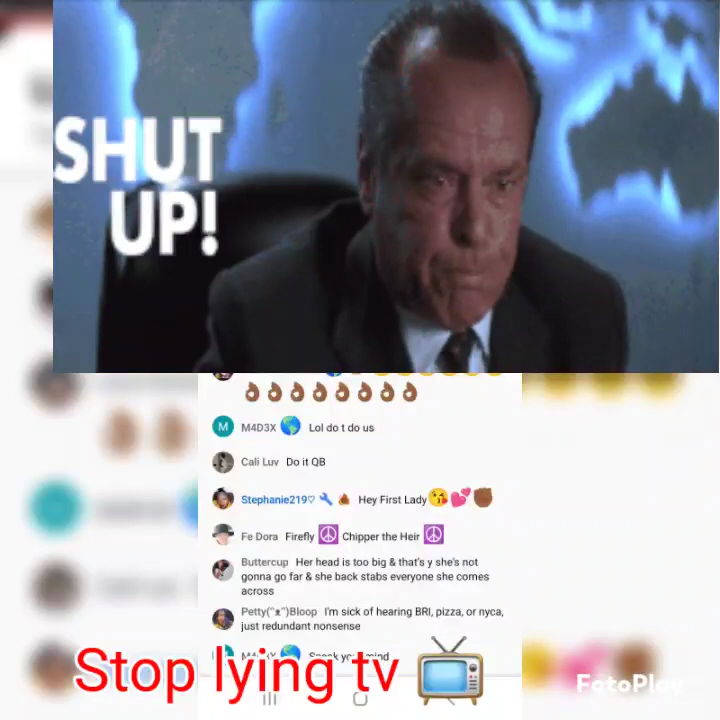 SHUT
UP!
M
M4D3X 🌎 Lol do t do us
Cali Luv Do it QB
Stephanie219♡ 🔧 Hey First Lady😘💕✊🏾
Fe Dora Firefly ☮️ Chipper the Heir ☮️
Buttercup Her head is too big & that's y she's not
gonna go far & she back stabs everyone she comes
across
Petty(ᵔᴥᵔ)Bloop I'm sick of hearing BRI, pizza, or nyca,
just redundant nonsense
Stop lying tv 📺
FotoPlay